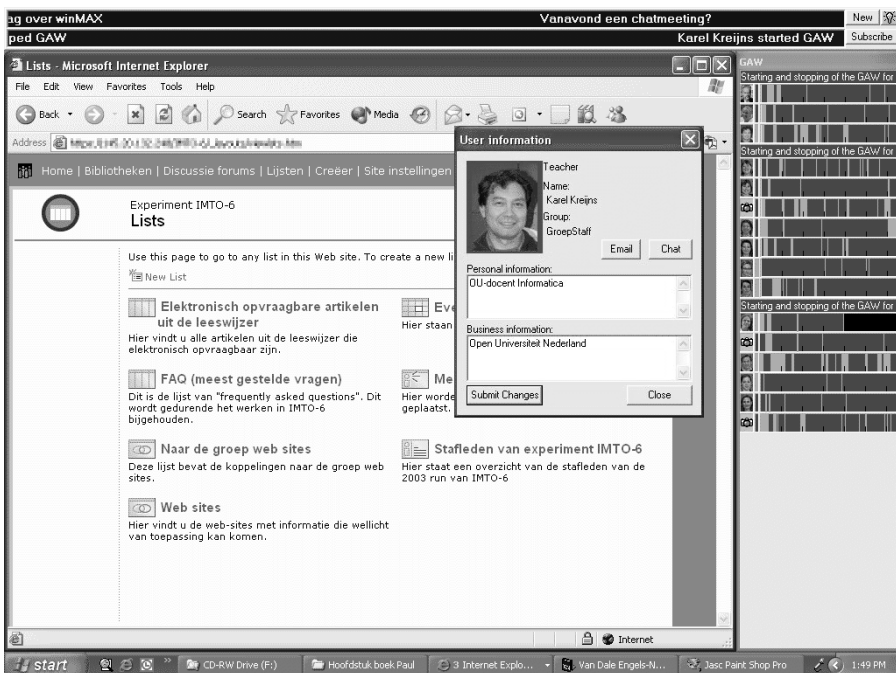 ag over winMAX
Vanavond een chatmeeting?
New
ped GAW
Karel Kreijns started GAW
Subscribe
Lists - Microsoft Internet Explorer
File Edit View Favorites Tools Help
Back Search Favorites Media
Address
Home | Bibliotheken | Discussie forums | Lijsten | Creëer | Site instellingen
Experiment IMTO-6
Lists
Use this page to go to any list in this Web site. To create a new li
New List
Elektronisch opvraagbare artikelen
uit de leeswijzer
Hier vindt u alle artikelen uit de leeswijzer die
elektronisch opvraagbaar zijn.
FAQ (meest gestelde vragen)
Dit is de lijst van "frequently asked questions". Dit
wordt gedurende het werken in IMTO-6
bijgehouden.
Naar de groep web sites
Deze lijst bevat de koppelingen naar de groep web
sites.
Web sites
Hier vindt u de web-sites met informatie die wellicht
van toepassing kan komen.
Eve
Hier staan
Me
Hier worde
geplaatst.
Stafleden van experiment IMTO-6
Hier staat een overzicht van de stafleden van de
2003 run van IMTO-6
User information
Teacher
Name:
Karel Kreijns
Group:
GroepStaff
Email Chat
Personal information:
OU-docent Informatica
Business information:
Open Universiteit Nederland
Submit Changes Close
GAW
Starting and stopping of the GAW for
Starting and stopping of the GAW for
Starting and stopping of the GAW for
Internet
start CD-RW Drive (F:) Hoofdstuk boek Paul 3 Internet Explo... Van Dale Engels-N... Jasc Paint Shop Pro 1:49 PM